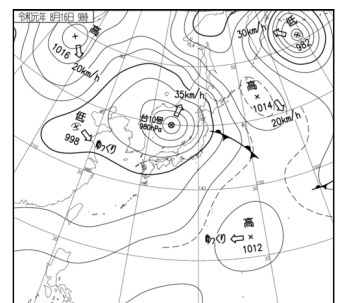 令和元年 8月16日 9時
高
1016
20km/h
低
998
ゆっくり
台10号
980hPa
35km/h
30km/h
低
982
高
1014
20km/h
高
ゆっくり
1012